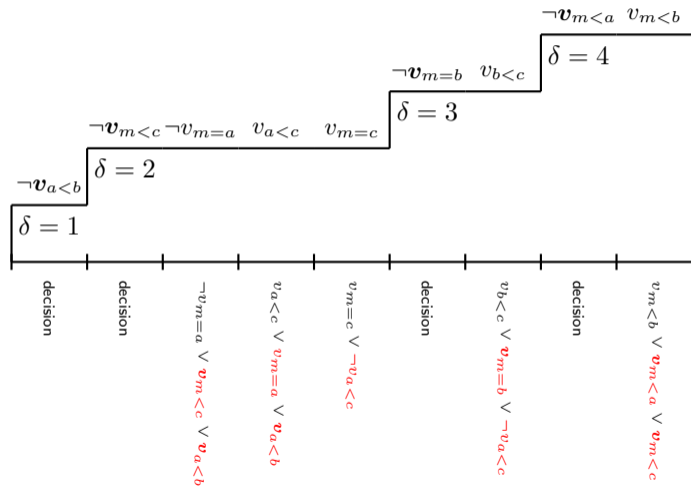 ¬v_{m<a} v_{m<b}
δ = 4
¬v_{m=b} v_{b<c}
δ = 3
¬v_{m<c} ¬v_{m=a} v_{a<c} v_{m=c}
δ = 2
¬v_{a<b}
δ = 1
decision
decision
¬v_{m=a} ∨ v_{m<c} ∨ v_{a<b}
v_{a<c} ∨ v_{m=a} ∨ v_{a<b}
v_{m=c} ∨ ¬v_{a<c}
decision
v_{b<c} ∨ v_{m=b} ∨ ¬v_{a<c}
decision
v_{m<b} ∨ v_{m<a} ∨ v_{m<c}